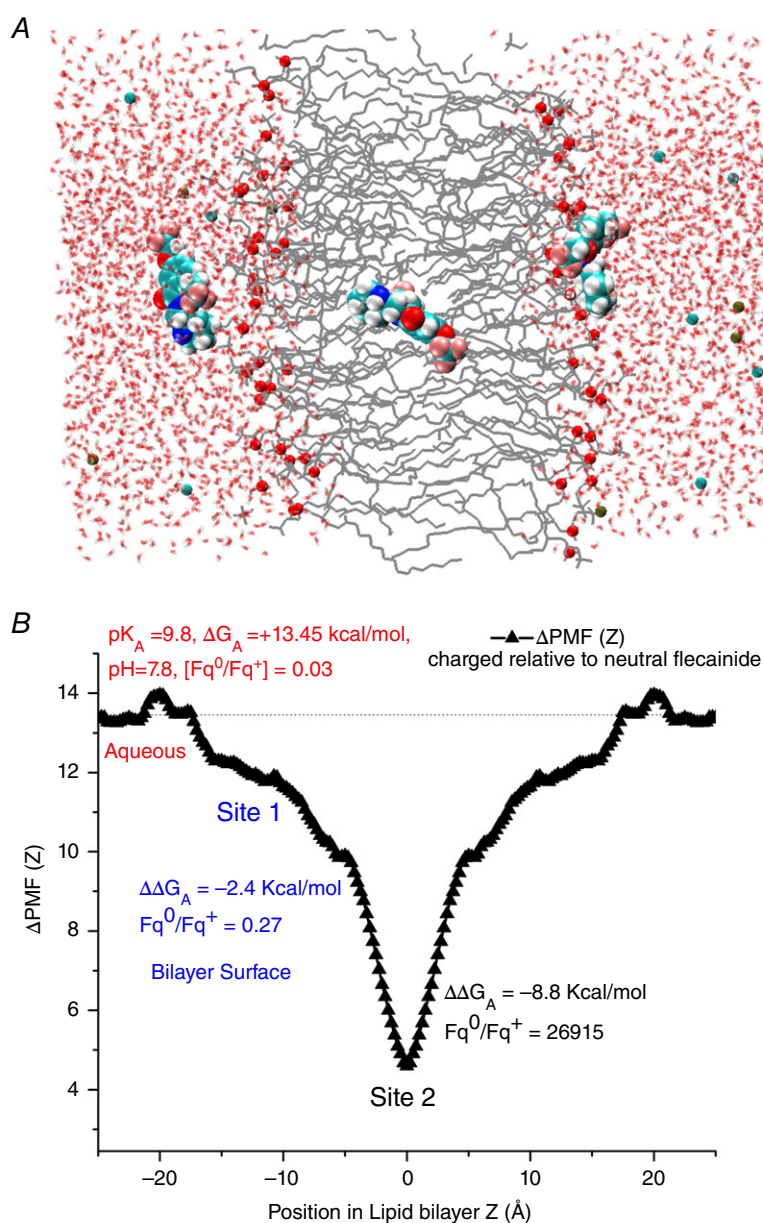 A
B
pK_A =9.8, ΔG_A =+13.45 kcal/mol,
pH=7.8, [Fq⁰/Fq⁺] = 0.03
ΔPMF (Z)
charged relative to neutral flecainide
14
12
10
8
6
4
ΔPMF (Z)
Aqueous
Site 1
ΔΔG_A = −2.4 Kcal/mol
Fq⁰/Fq⁺ = 0.27
Bilayer Surface
ΔΔG_A = −8.8 Kcal/mol
Fq⁰/Fq⁺ = 26915
Site 2
−20 −10 0 10 20
Position in Lipid bilayer Z (Å)